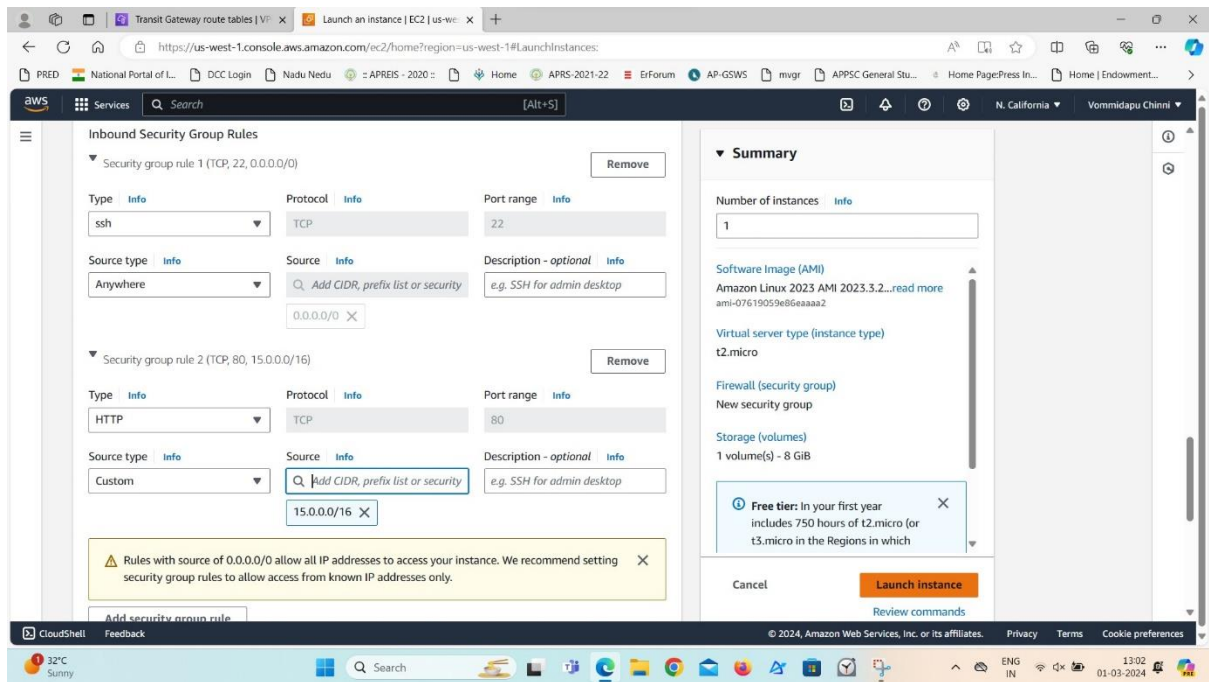 Transit Gateway route tables | VP
Launch an instance | EC2 | us-we
https://us-west-1.console.aws.amazon.com/ec2/home?region=us-west-1#LaunchInstances:
PRED National Portal of I... DCC Login Nadu Nedu :: APREIS - 2020 :: Home APRS-2021-22 ErForum AP-GSWS mvgr APPSC General Stu... Home Page:Press In... Home | Endowment...
aws Services Search [Alt+S] N. California Vommidapu Chinni
Inbound Security Group Rules
Security group rule 1 (TCP, 22, 0.0.0.0/0)
Remove
Type Info Protocol Info Port range Info
ssh TCP 22
Source type Info Source Info Description - optional Info
Anywhere Add CIDR, prefix list or security e.g. SSH for admin desktop
0.0.0.0/0
Security group rule 2 (TCP, 80, 15.0.0.0/16)
Remove
Type Info Protocol Info Port range Info
HTTP TCP 80
Source type Info Source Info Description - optional Info
Custom Add CIDR, prefix list or security e.g. SSH for admin desktop
15.0.0.0/16
Rules with source of 0.0.0.0/0 allow all IP addresses to access your instance. We recommend setting
security group rules to allow access from known IP addresses only.
Add security group rule
Summary
Number of instances Info
1
Software Image (AMI)
Amazon Linux 2023 AMI 2023.3.2...read more
ami-07619059e86eaaaa2
Virtual server type (instance type)
t2.micro
Firewall (security group)
New security group
Storage (volumes)
1 volume(s) - 8 GiB
Free tier: In your first year
includes 750 hours of t2.micro (or
t3.micro in the Regions in which
Cancel Launch instance
Review commands
CloudShell Feedback © 2024, Amazon Web Services, Inc. or its affiliates. Privacy Terms Cookie preferences
1 32°C
Sunny
Search
ENG
IN
13:02
01-03-2024
PRE